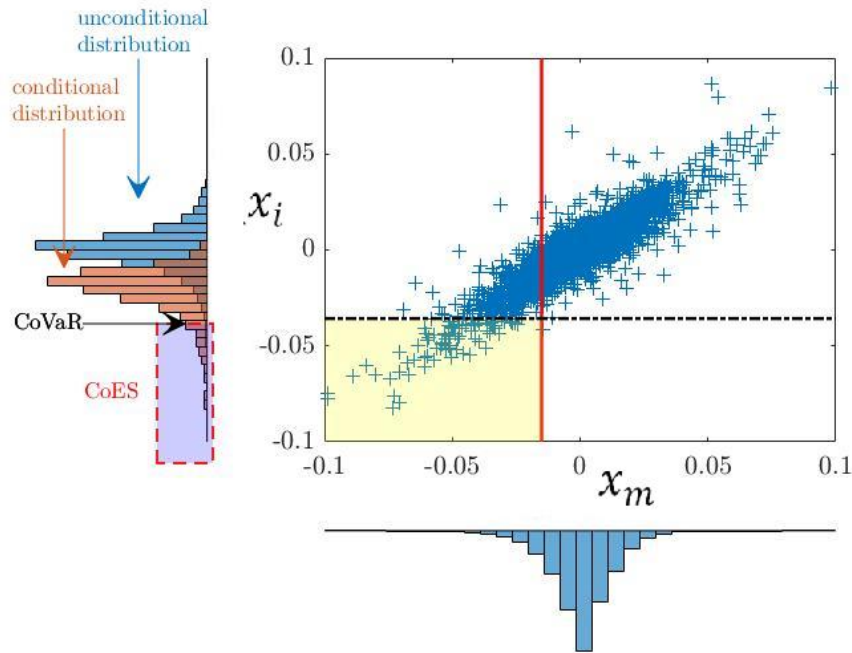 unconditional
distribution
conditional
distribution
CoVaR
CoES
x_i
0.1
0.05
0
-0.05
-0.1
-0.1
-0.05
0
0.05
0.1
x_m